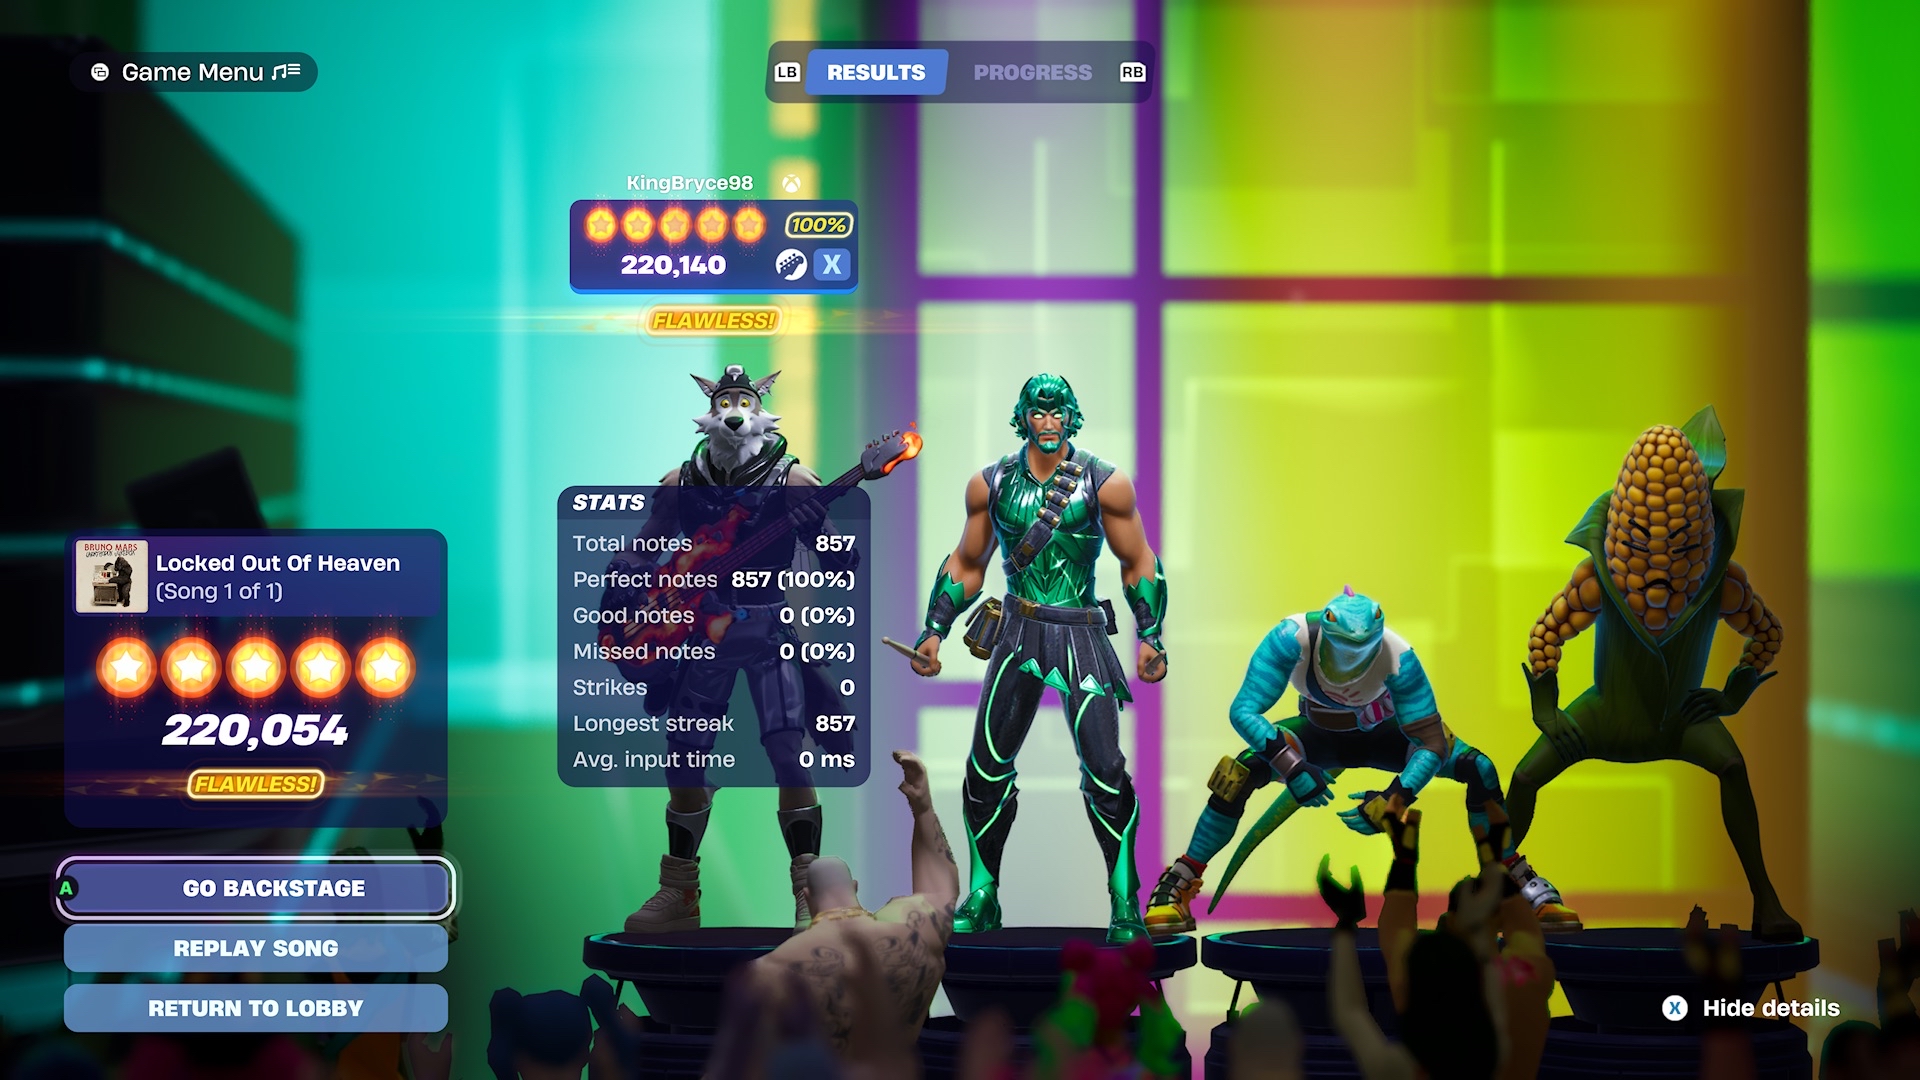 Game Menu
LB RESULTS PROGRESS RB
KingBryce98
100%
220,140
X
FLAWLESS!
STATS
Total notes 857
Perfect notes 857 (100%)
Good notes 0 (0%)
Missed notes 0 (0%)
Strikes 0
Longest streak 857
Avg. input time 0 ms
BRUNO MARS
Locked Out Of Heaven
(Song 1 of 1)
220,054
FLAWLESS!
A GO BACKSTAGE
REPLAY SONG
RETURN TO LOBBY
X Hide details